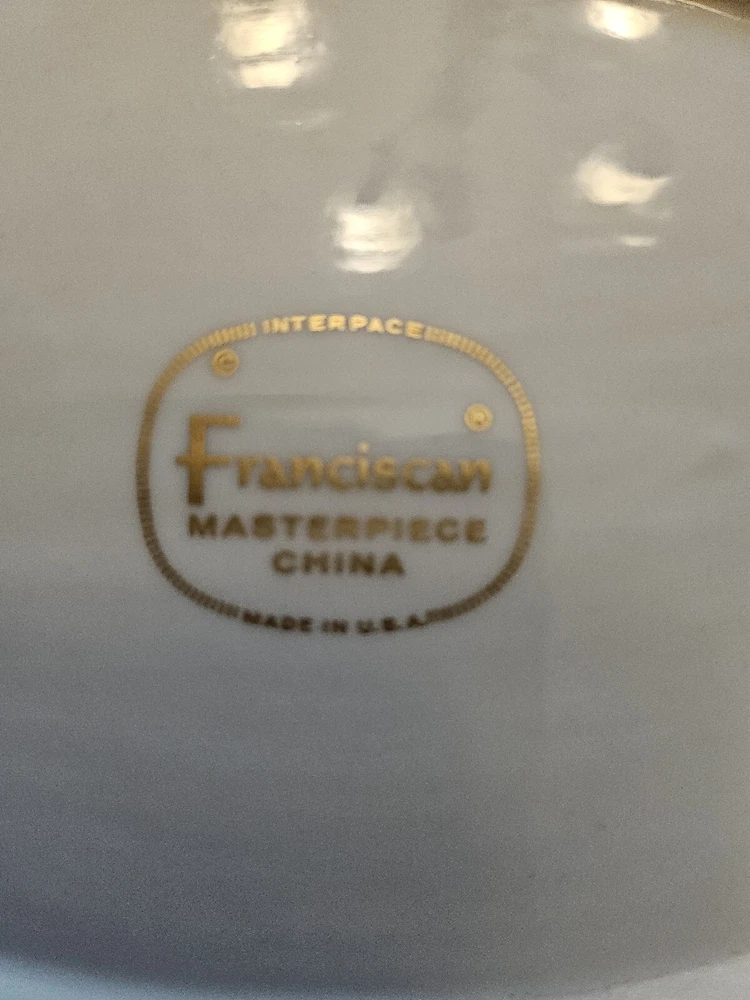 INTERPACE
©
®
Franciscan
MASTERPIECE
CHINA
MADE IN U.S.A.